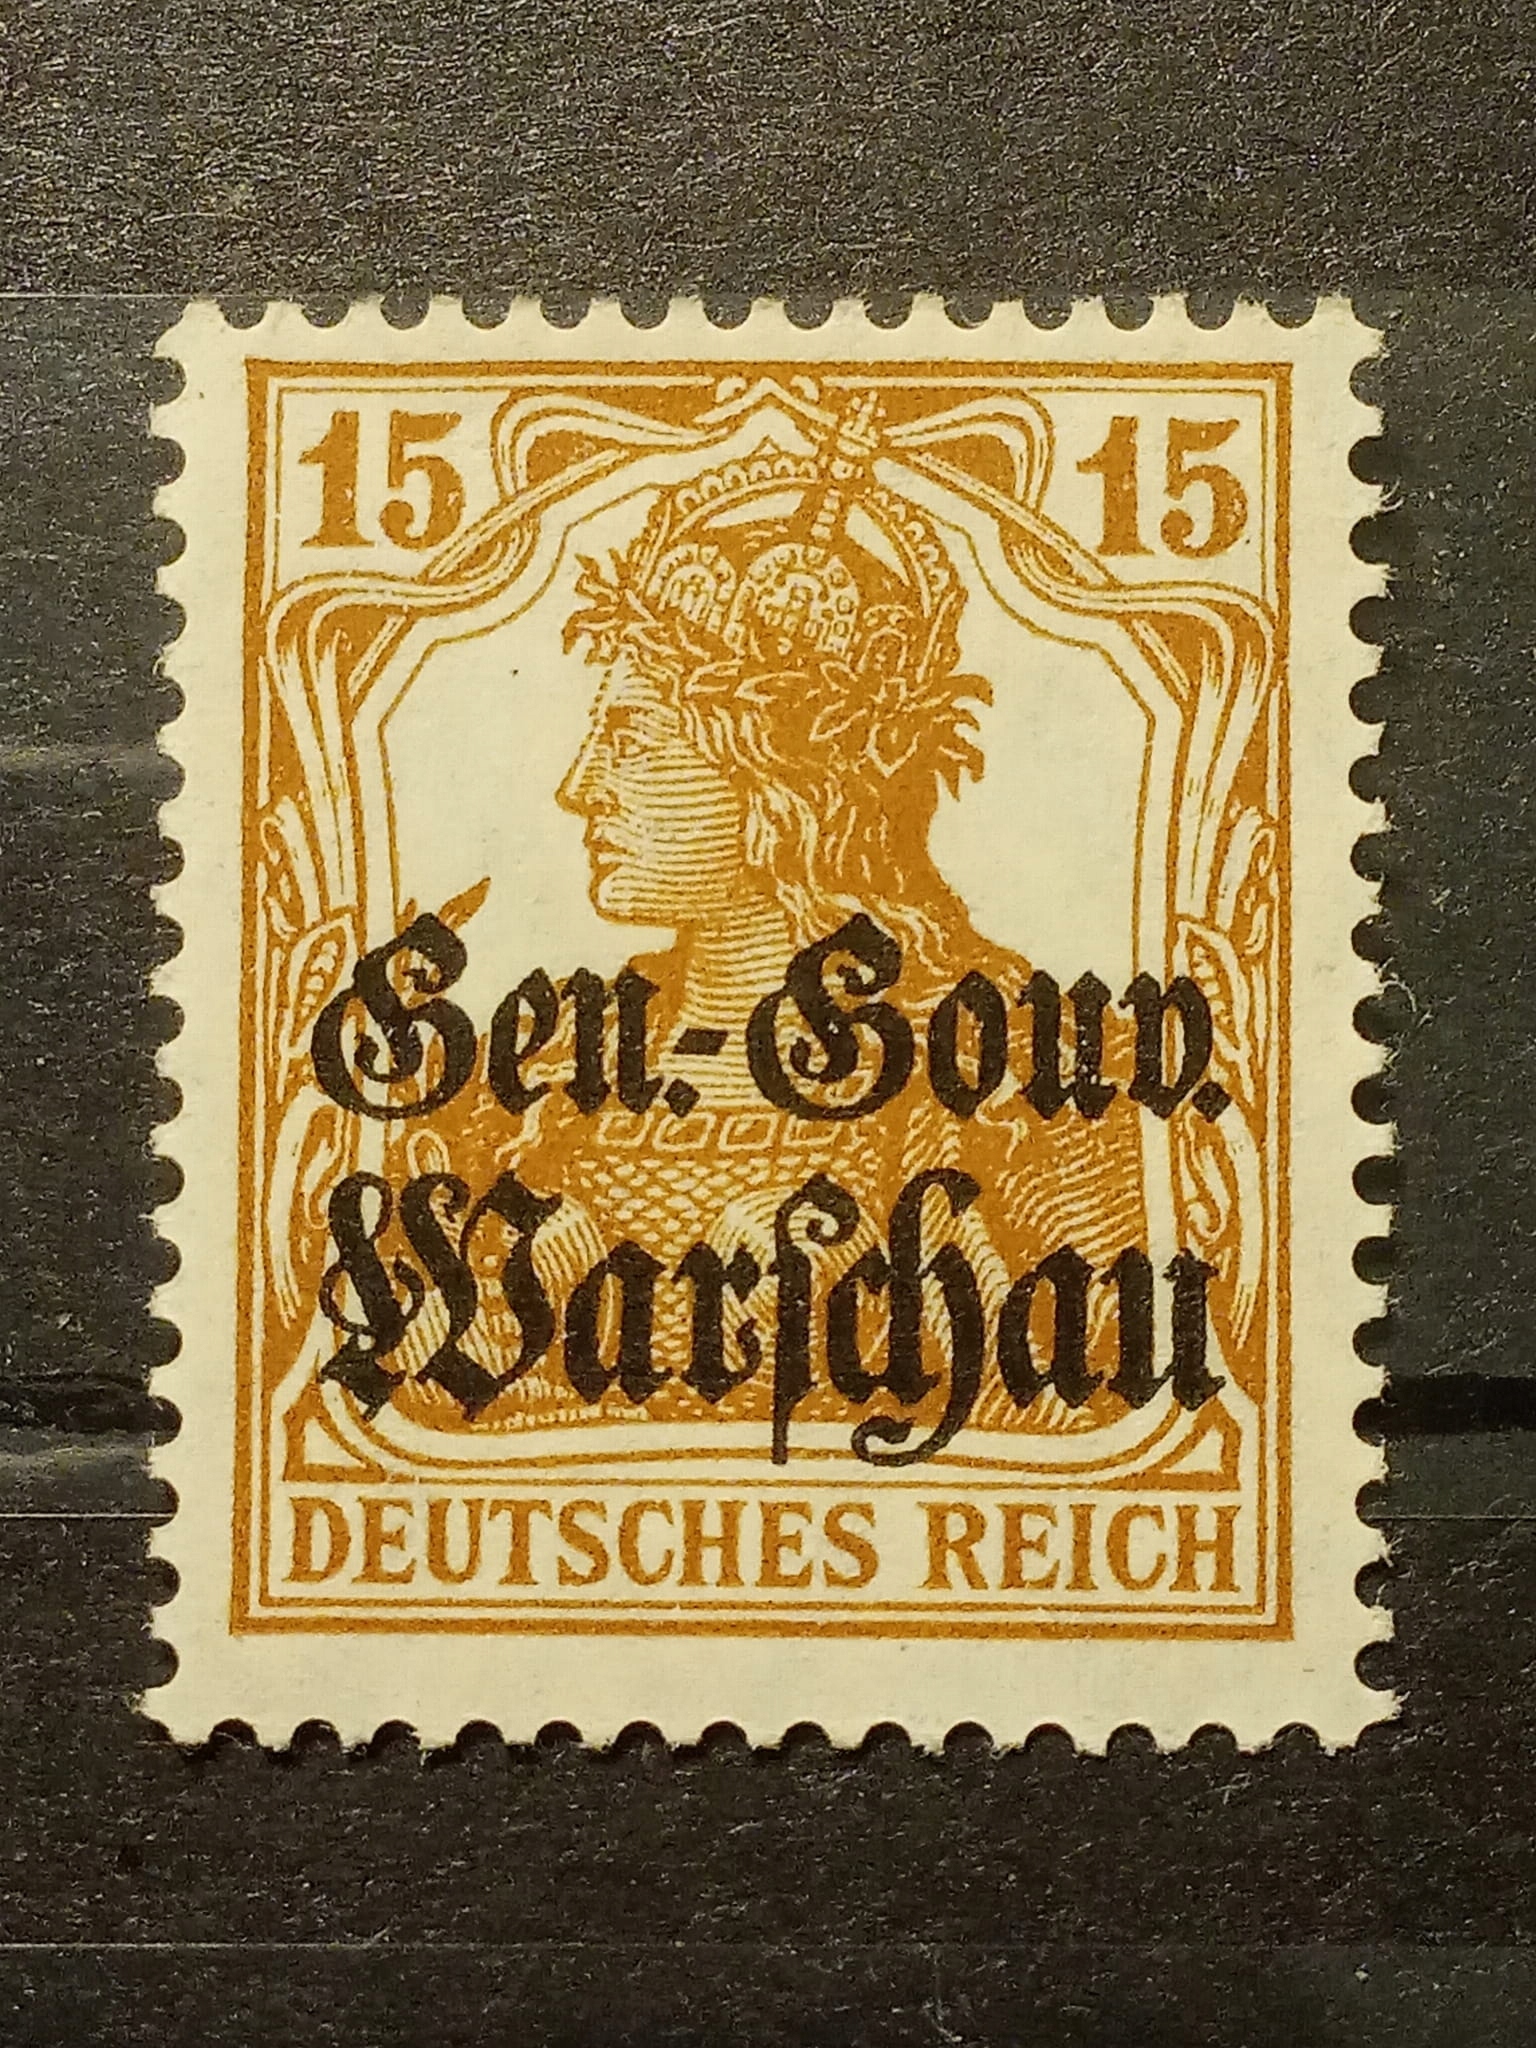 15 15
Gen.-Gouv.
Warſchau
DEUTSCHES REICH